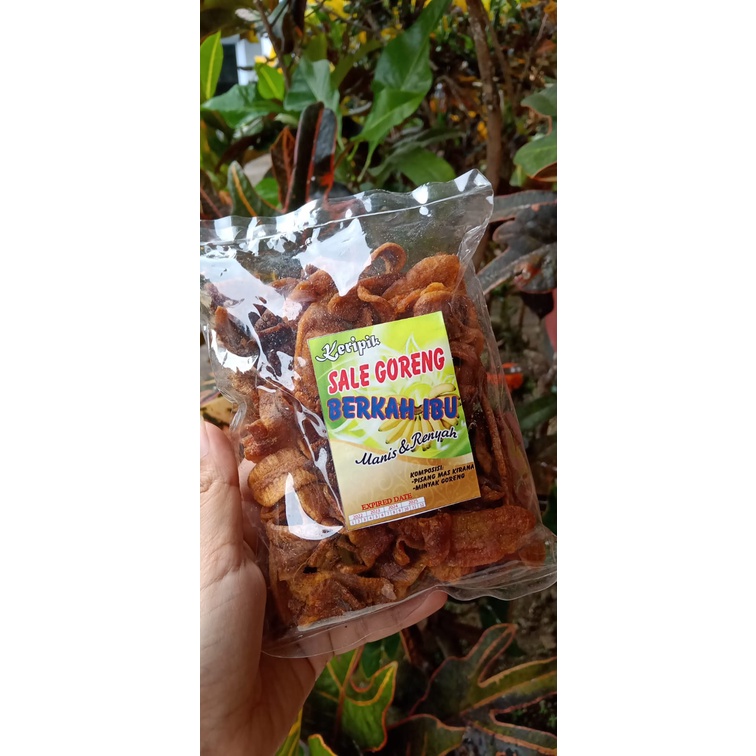 Keripik
SALE GORENG
BERKAH IBU
Manis & Renyah
KOMPOSISI:
-PISANG MAS KIRANA
-MINYAK GORENG
EXPIRED DATE